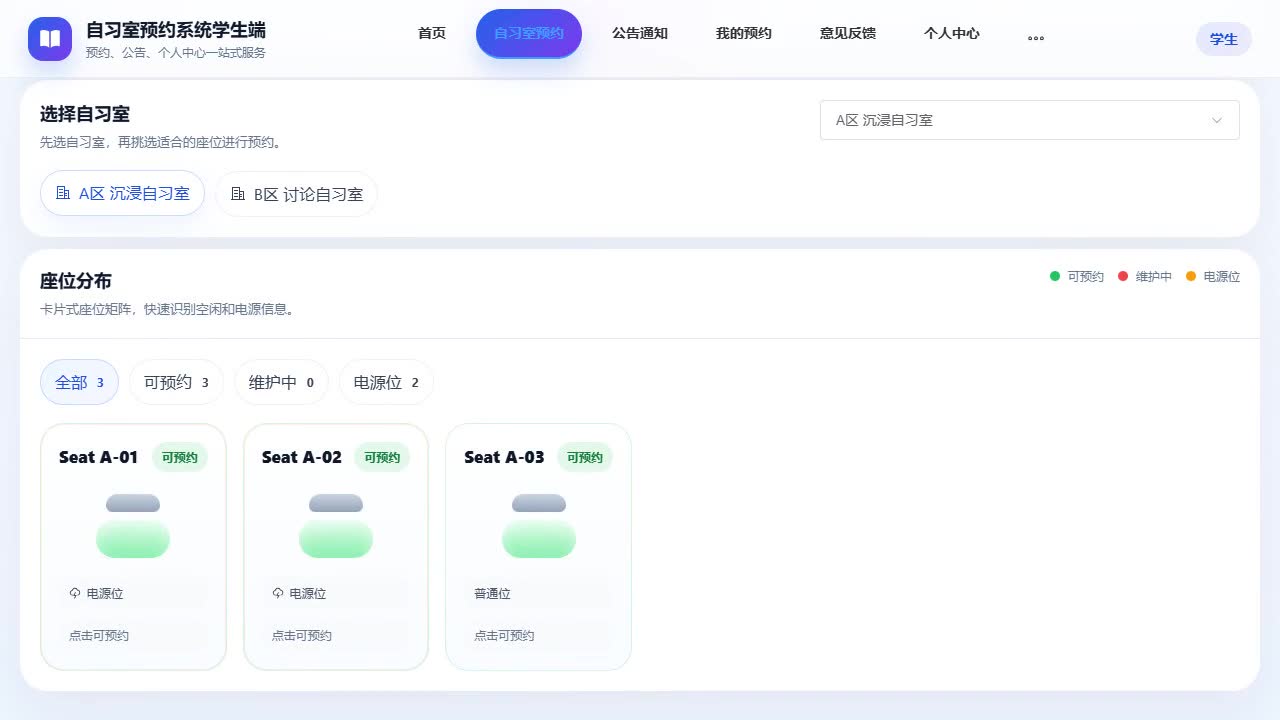 自习室预约系统学生端
预约、公告、个人中心一站式服务
首页
自习室预约
公告通知
我的预约
意见反馈
个人中心
...
学生
选择自习室
先选自习室，再挑选适合的座位进行预约。
A区 沉浸自习室
A区 沉浸自习室
B区 讨论自习室
座位分布
卡片式座位矩阵，快速识别空闲和电源信息。
可预约
维护中
电源位
全部 3
可预约 3
维护中 0
电源位 2
Seat A-01 可预约
电源位
点击可预约
Seat A-02 可预约
电源位
点击可预约
Seat A-03 可预约
普通位
点击可预约